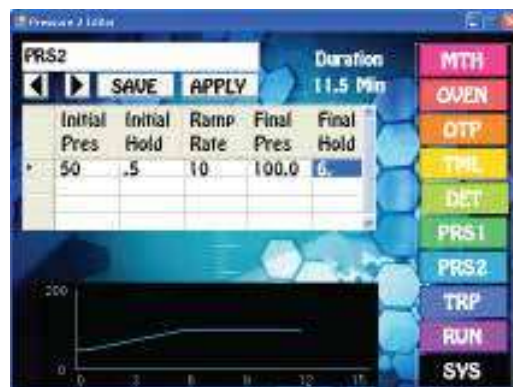 Pressure 2 Editor
PRS2
Duration
SAVE APPLY
11.5 Min
Initial Pres Initial Hold Ramp Rate Final Pres Final Hold
50 .5 10 100.0 6.
200
0
0 3 6 9 12 15
MTH
OVEN
OTP
TML
DET
PRS1
PRS2
TRP
RUN
SYS